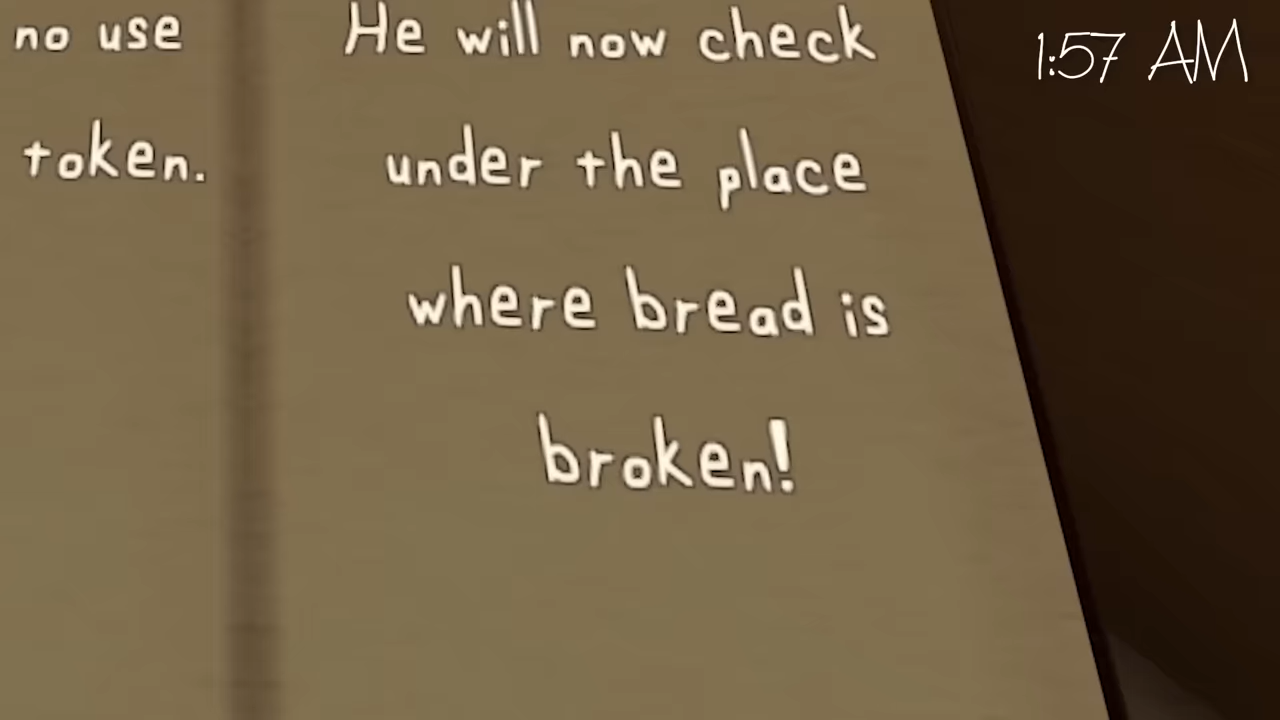 no use
token.
He will now check
under the place
where bread is
broken!
1:57 AM